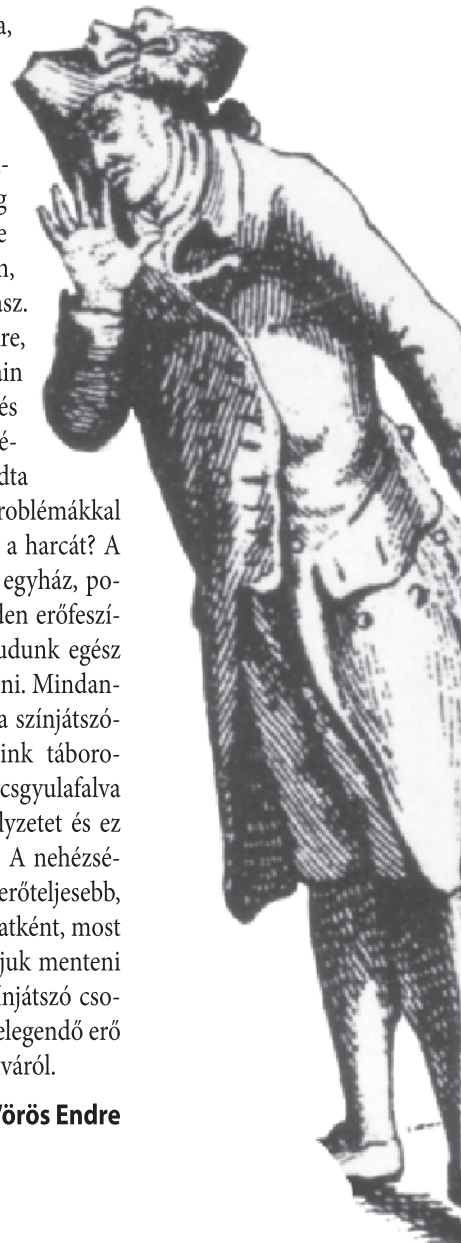 a,
-
g
e
n,
ász.
re,
ain
és
é-
dta
roblémákkal
a harcát? A
egyház, po-
den erőfeszí-
udunk egész
ni. Mindan-
a színjátszó-
ink táboro-
csgyulafalva
lyzetet és ez
A nehézsé-
erőteljesebb,
atként, most
juk menteni
ínjátszó cso-
elegendő erő
váról.
Vörös Endre